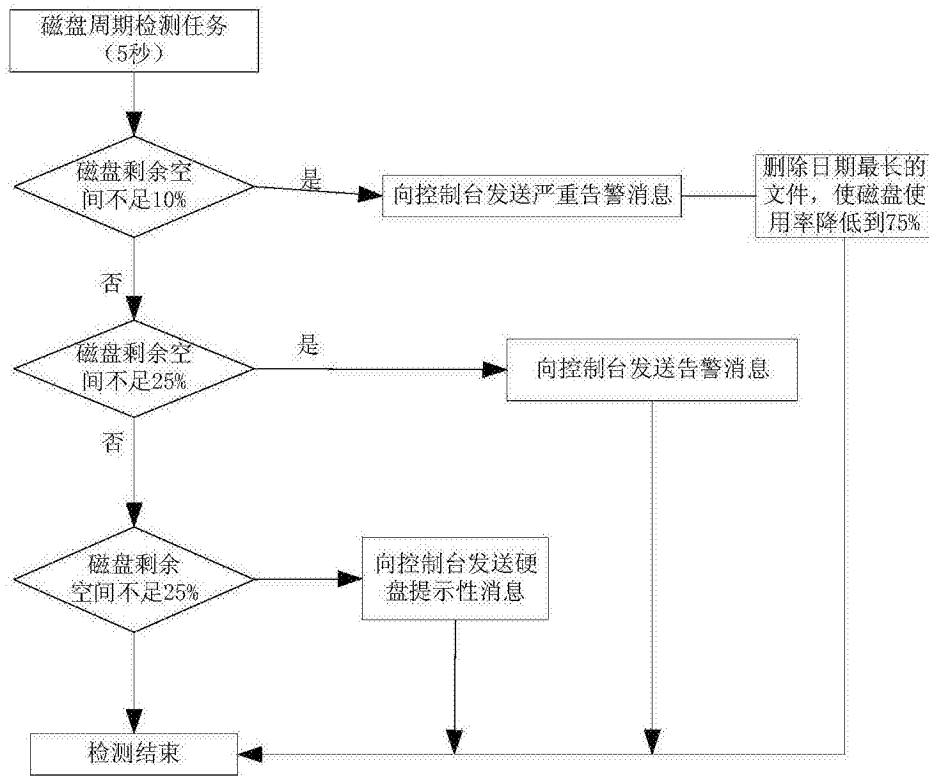 磁盘周期检测任务
（5秒）
磁盘剩余空
间不足10%
是
向控制台发送严重告警消息
删除日期最长的
文件，使磁盘使
用率降低到75%
否
磁盘剩余空
间不足25%
是
向控制台发送告警消息
否
磁盘剩余
空间不足25%
向控制台发送硬
盘提示性消息
检测结束